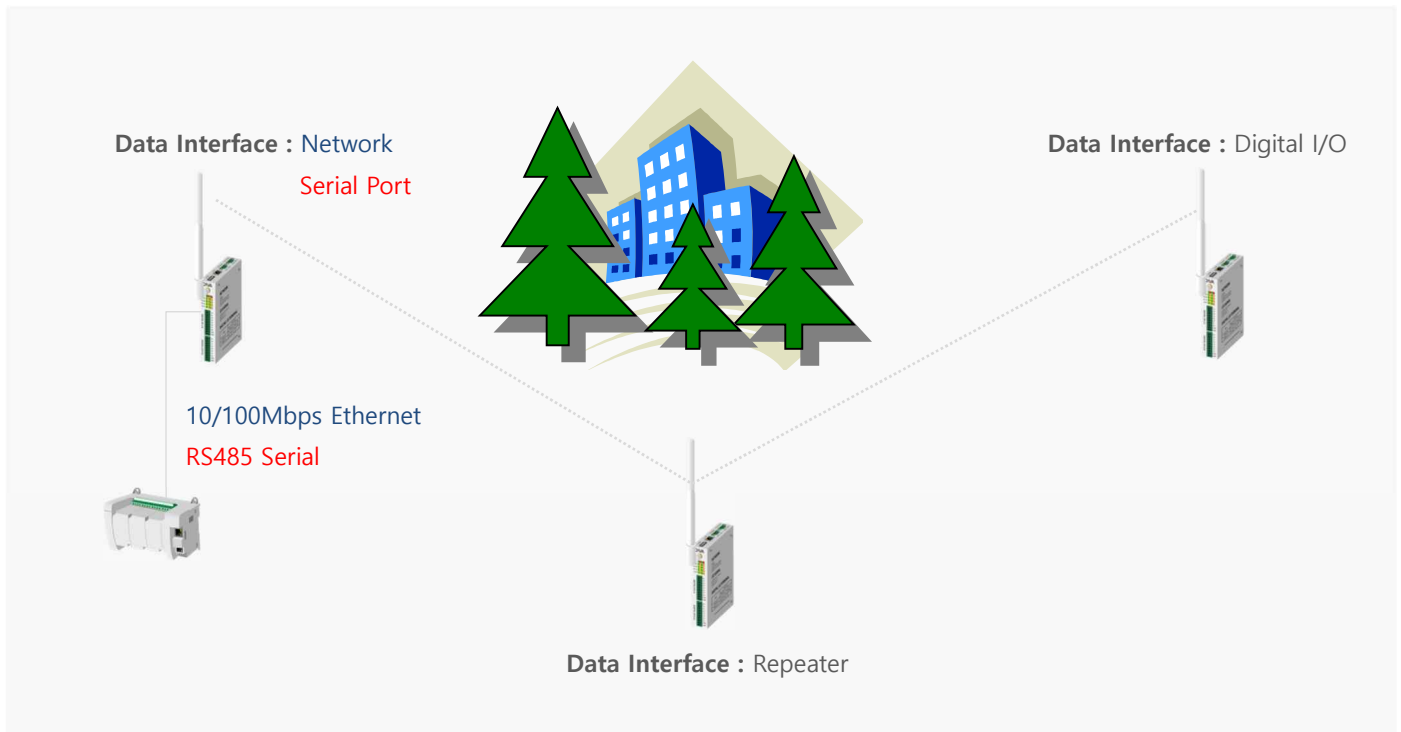 Data Interface : Network
Serial Port
Data Interface : Digital I/O
10/100Mbps Ethernet
RS485 Serial
Data Interface : Repeater